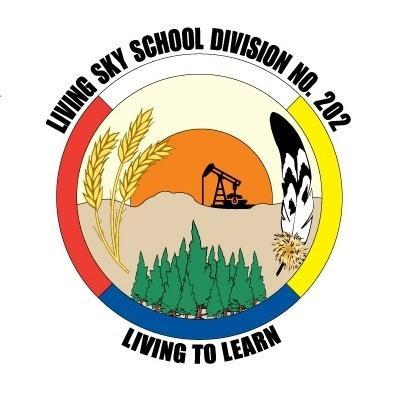 LIVING SKY SCHOOL DIVISION NO. 202
LIVING TO LEARN